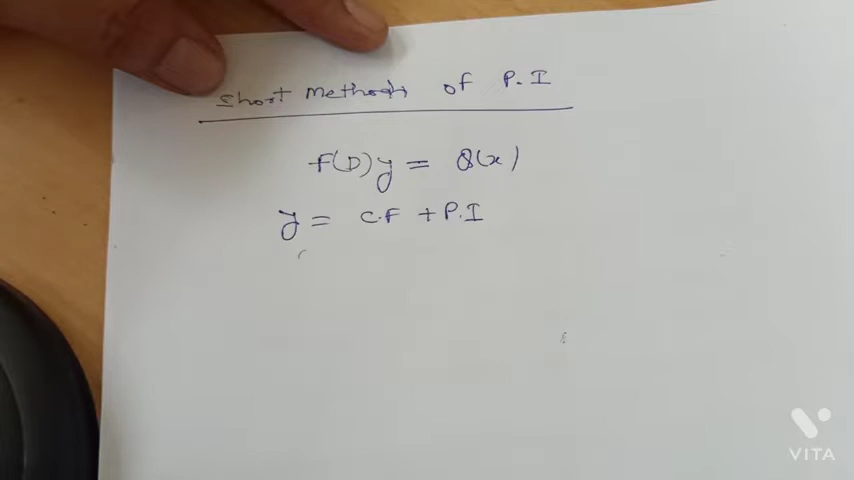 Short Methods of P.I
f(D)y = Q(x)
y = C.F + P.I
VITA